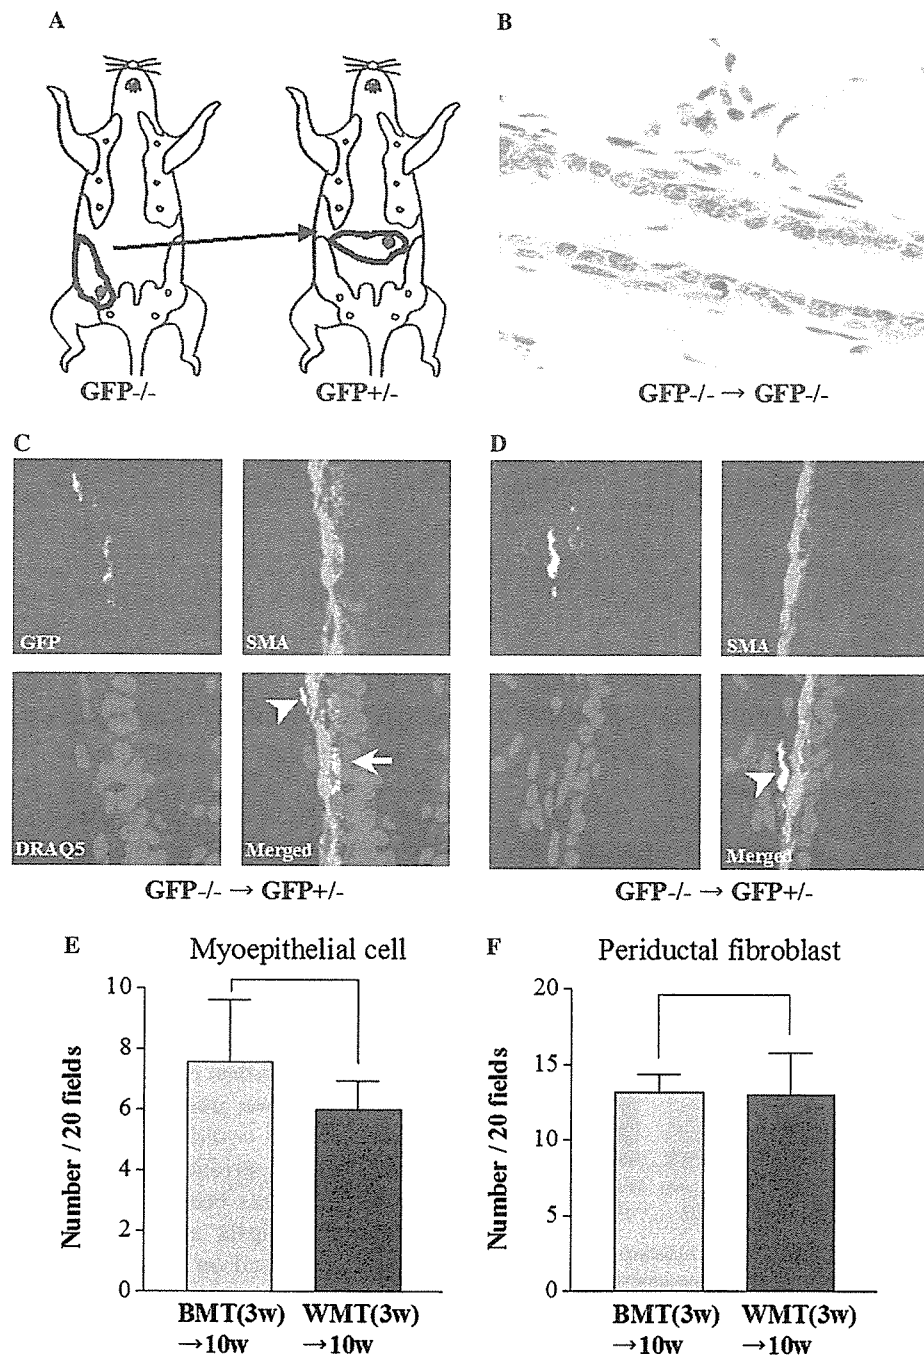 A
B
GFP-/-
GFP+/-
GFP-/- → GFP-/-
C
D
GFP
SMA
SMA
DRAQ5
Merged
Merged
GFP-/- → GFP+/-
GFP-/- → GFP+/-
E
Myoepithelial cell
F
Periductal fibroblast
Number / 20 fields
10
8
6
4
2
0
BMT(3w)
→10w
WMT(3w)
→10w
Number / 20 fields
20
15
10
5
0
BMT(3w)
→10w
WMT(3w)
→10w